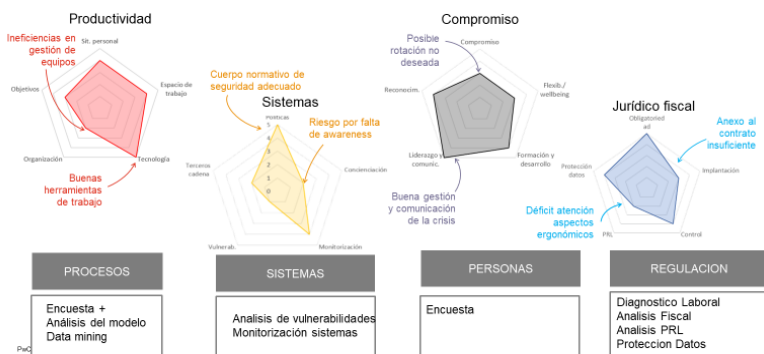 Productividad
Sit. personal
Ineficiencias en
gestión de
equipos
Objetivos
Espacio de
trabajo
Organización
Tecnología
Buenas
herramientas
de trabajo
Cuerpo normativo de
seguridad adecuado
Sistemas
Políticas
5
4
3
2
1
0
Riesgo por falta
de awareness
Terceros
cadena
Concienciación
Vulnerab.
Monitorización
Compromiso
Posible
rotación no
deseada
Compromiso
Reconocim.
Flexib./
wellbeing
Liderazgo y
comunic.
Formación y
desarrollo
Buena gestión
y comunicación
de la crisis
Jurídico fiscal
Obligatoried
ad
Anexo al
contrato
insuficiente
Protección
datos
Implantación
Déficit atención
aspectos
ergonómicos
PRL
Control
PROCESOS
SISTEMAS
PERSONAS
REGULACION
Encuesta +
Análisis del modelo
Data mining
Analisis de vulnerabilidades
Monitorización sistemas
Encuesta
Diagnostico Laboral
Analisis Fiscal
Analisis PRL
Proteccion Datos
PwC